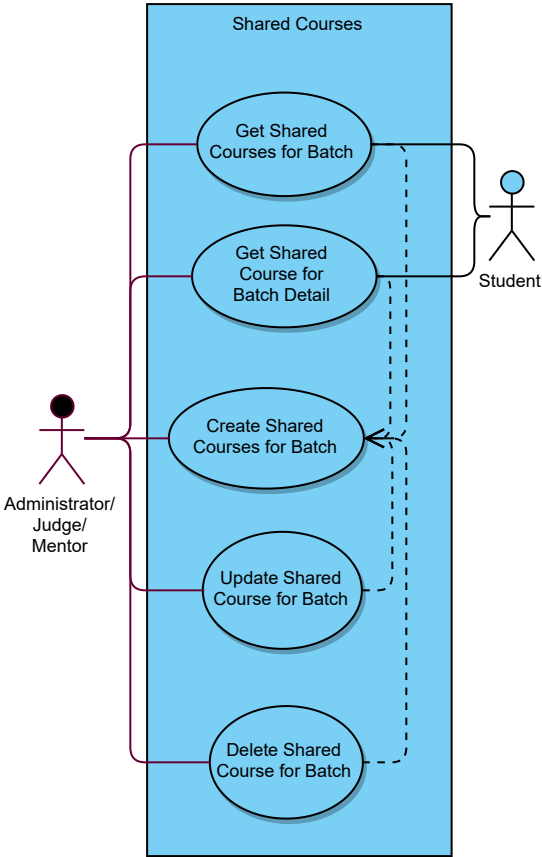 Shared Courses
Get Shared
Courses for Batch
Get Shared
Course for
Batch Detail
Student
Create Shared
Courses for Batch
Administrator/
Judge/
Mentor
Update Shared
Course for Batch
Delete Shared
Course for Batch